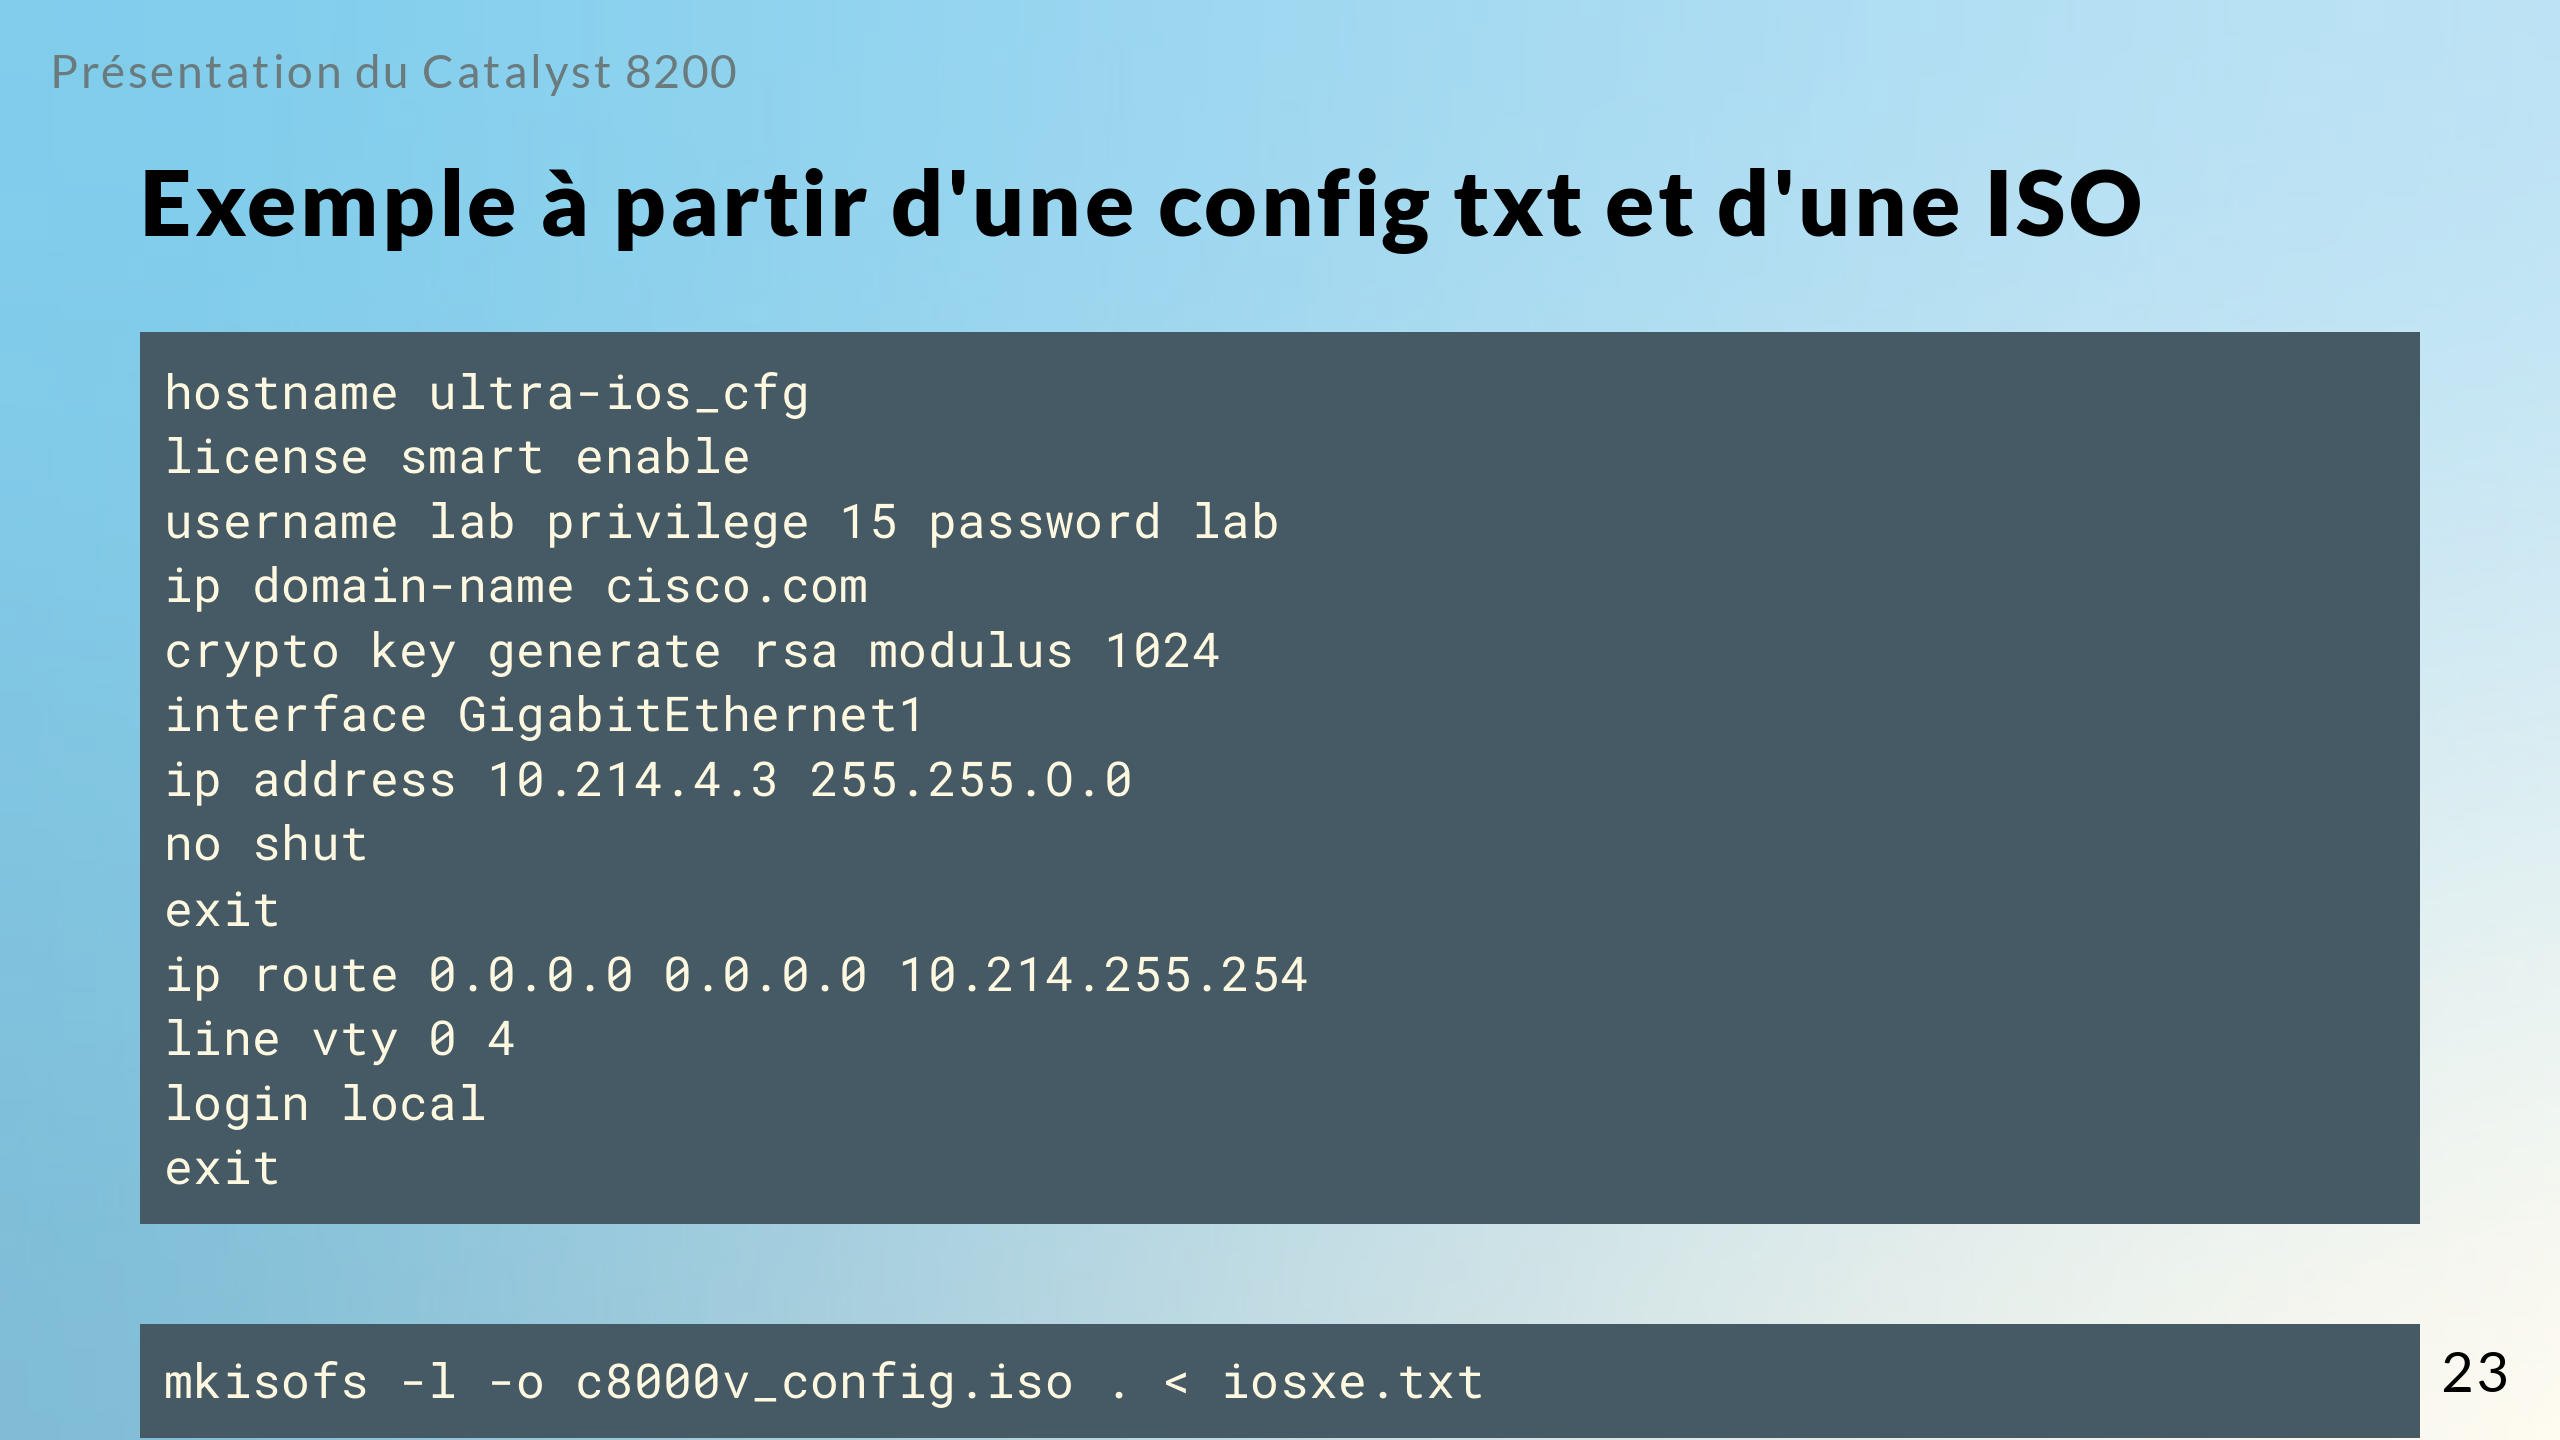 Présentation du Catalyst 8200
Exemple à partir d'une config txt et d'une ISO
hostname ultra-ios_cfg
license smart enable
username lab privilege 15 password lab
ip domain-name cisco.com
crypto key generate rsa modulus 1024
interface GigabitEthernet1
ip address 10.214.4.3 255.255.O.0
no shut
exit
ip route 0.0.0.0 0.0.0.0 10.214.255.254
line vty 0 4
login local
exit
mkisofs -l -o c8000v_config.iso . < iosxe.txt
23